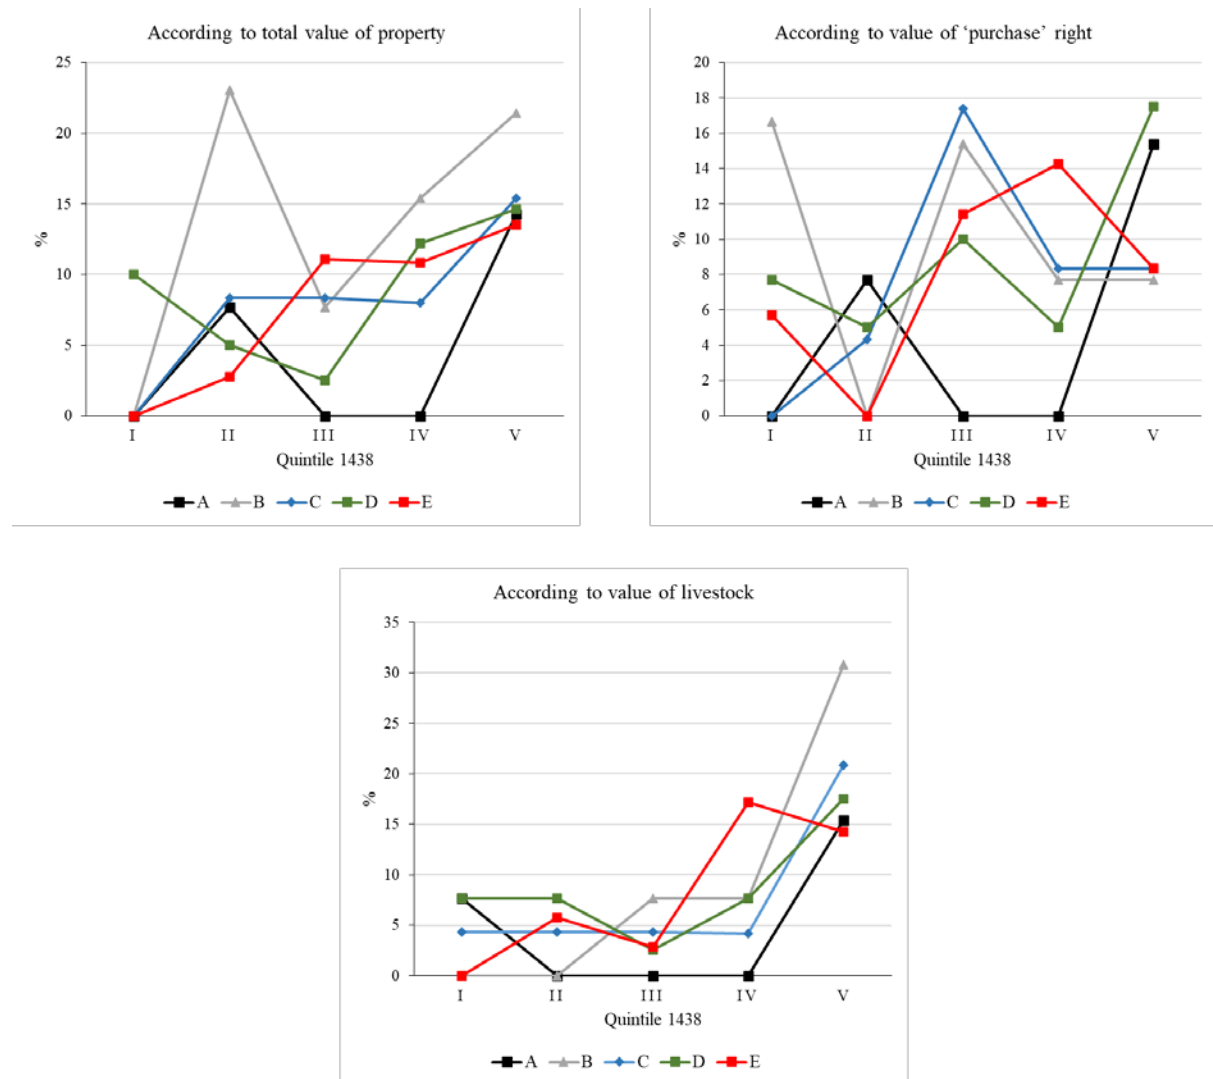 According to total value of property
25
20
15
10
5
0
%
I II III IV V
Quintile 1438
A B C D E
According to value of ‘purchase’ right
20
18
16
14
12
10
8
6
4
2
0
%
I II III IV V
Quintile 1438
A B C D E
According to value of livestock
35
30
25
20
15
10
5
0
%
I II III IV V
Quintile 1438
A B C D E